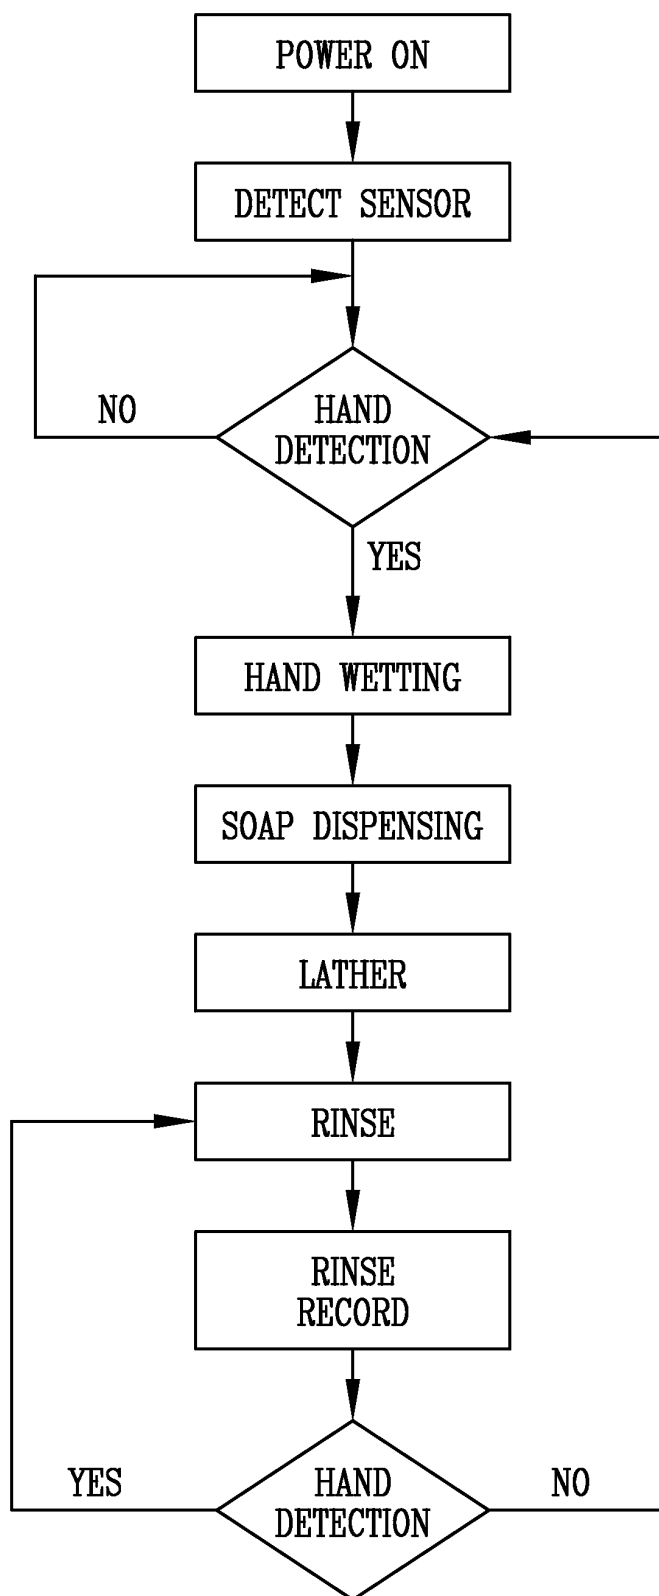 POWER ON
DETECT SENSOR
NO
HAND
DETECTION
YES
HAND WETTING
SOAP DISPENSING
LATHER
RINSE
RINSE
RECORD
YES
HAND
DETECTION
NO